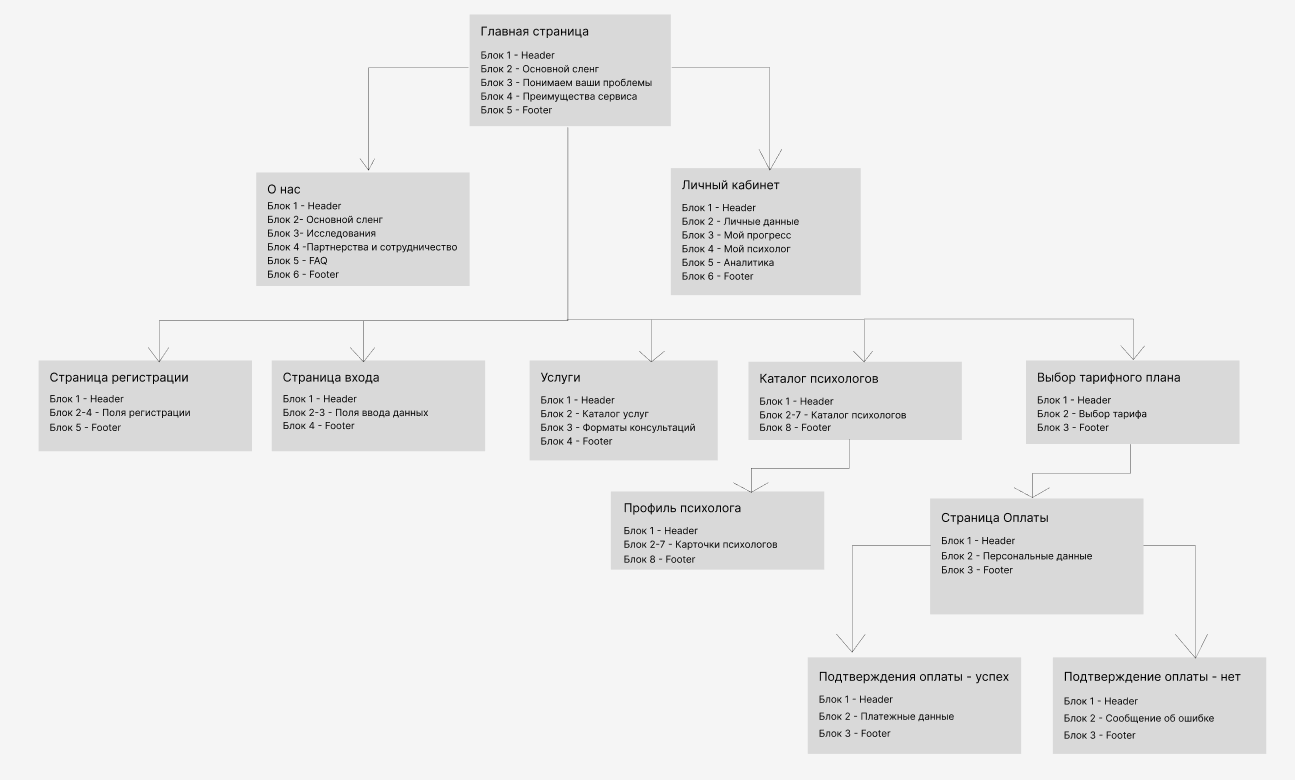 Главная страница
Блок 1 - Header
Блок 2 - Основной сленг
Блок 3 - Понимаем ваши проблемы
Блок 4 - Преимущества сервиса
Блок 5 - Footer
О нас
Блок 1 - Header
Блок 2- Основной сленг
Блок 3- Исследования
Блок 4 -Партнерства и сотрудничество
Блок 5 - FAQ
Блок 6 - Footer
Личный кабинет
Блок 1 - Header
Блок 2 - Личные данные
Блок 3 - Мой прогресс
Блок 4 - Мой психолог
Блок 5 - Аналитика
Блок 6 - Footer
Страница регистрации
Блок 1 - Header
Блок 2-4 - Поля регистрации
Блок 5 - Footer
Страница входа
Блок 1 - Header
Блок 2-3 - Поля ввода данных
Блок 4 - Footer
Услуги
Блок 1 - Header
Блок 2 - Каталог услуг
Блок 3 - Форматы консультаций
Блок 4 - Footer
Каталог психологов
Блок 1 - Header
Блок 2-7 - Каталог психологов
Блок 8 - Footer
Выбор тарифного плана
Блок 1 - Header
Блок 2 - Выбор тарифа
Блок 3 - Footer
Профиль психолога
Блок 1 - Header
Блок 2-7 - Карточки психологов
Блок 8 - Footer
Страница Оплаты
Блок 1 - Header
Блок 2 - Персональные данные
Блок 3 - Footer
Подтверждения оплаты - успех
Блок 1 - Header
Блок 2 - Платежные данные
Блок 3 - Footer
Подтверждение оплаты - нет
Блок 1 - Header
Блок 2 - Сообщение об ошибке
Блок 3 - Footer